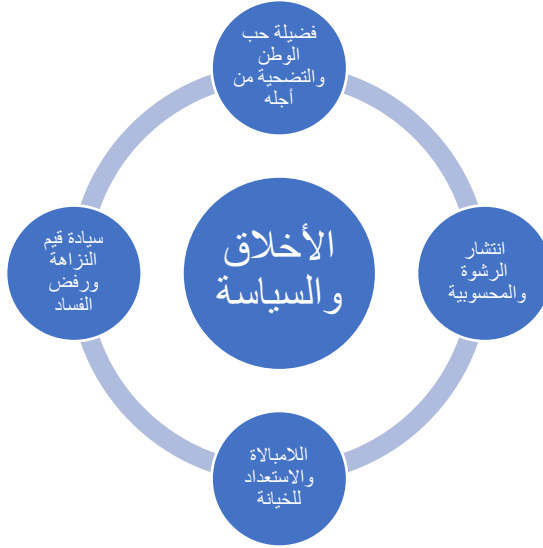 فضيلة حب
الوطن
والتضحية من
أجله
انتشار
الرشوة
والمحسوبية
اللامبالاة
والاستعداد
للخيانة
سيادة قيم
النزاهة
ورفض
الفساد
الأخلاق
والسياسة